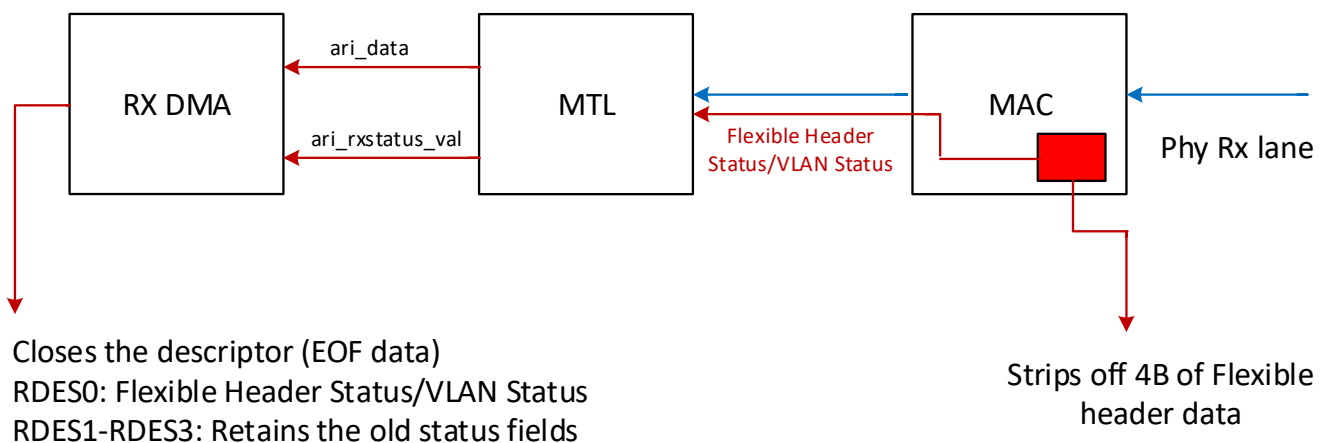 ari_data
RX DMA
MTL
MAC
ari_rxstatus_val
Flexible Header
Status/VLAN Status
Phy Rx lane
Closes the descriptor (EOF data)
RDES0: Flexible Header Status/VLAN Status
RDES1-RDES3: Retains the old status fields
Strips off 4B of Flexible
header data